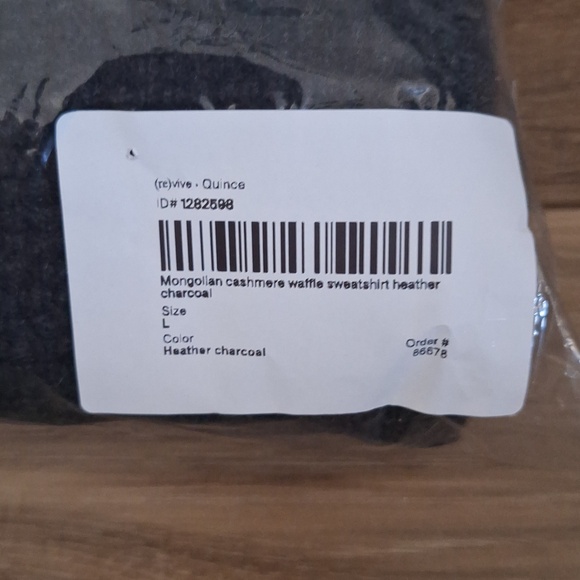 (re)vive • Quince
ID# 1282598
Mongolian cashmere waffle sweatshirt heather
charcoal
Size
L
Color
Heather charcoal
Order #
86678